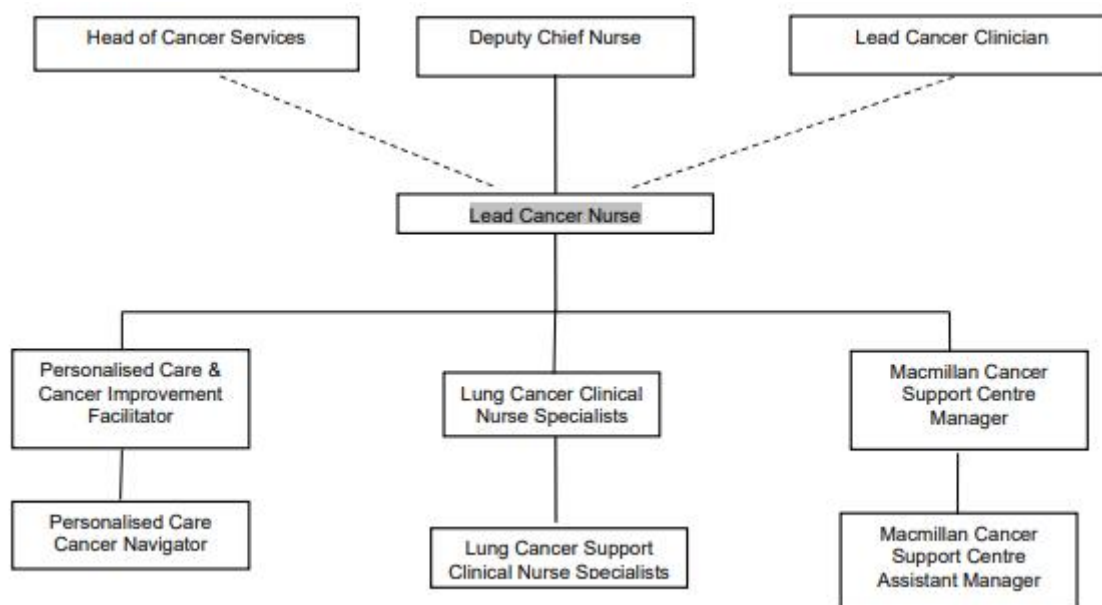 Head of Cancer Services
Deputy Chief Nurse
Lead Cancer Clinician
Lead Cancer Nurse
Personalised Care &
Cancer Improvement
Facilitator
Lung Cancer Clinical
Nurse Specialists
Macmillan Cancer
Support Centre
Manager
Personalised Care
Cancer Navigator
Lung Cancer Support
Clinical Nurse Specialists
Macmillan Cancer
Support Centre
Assistant Manager